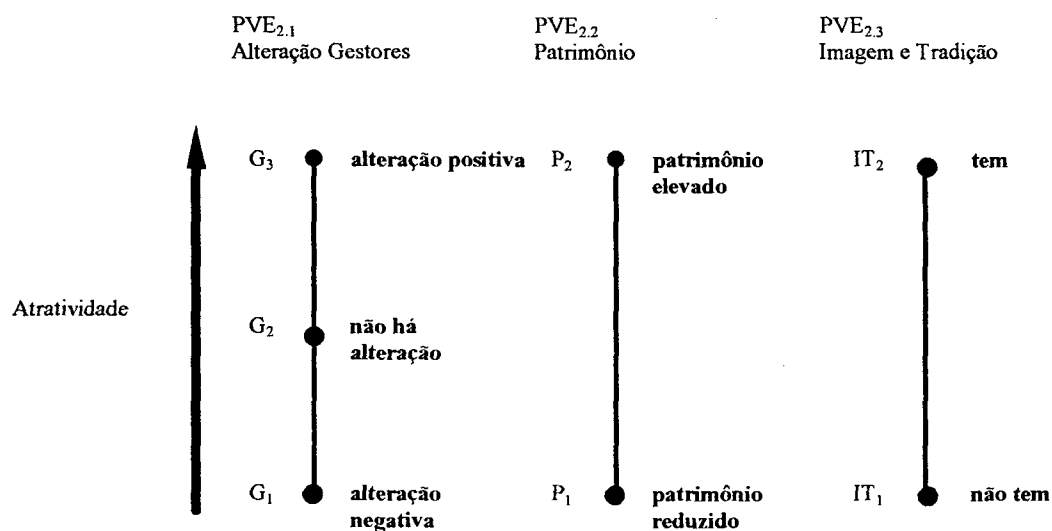 PVE2.1
Alteração Gestores
PVE2.2
Patrimônio
PVE2.3
Imagem e Tradição
G3
alteração positiva
P2
patrimônio
elevado
IT2
tem
Atratividade
G2
não há
alteração
G1
alteração
negativa
P1
patrimônio
reduzido
IT1
não tem